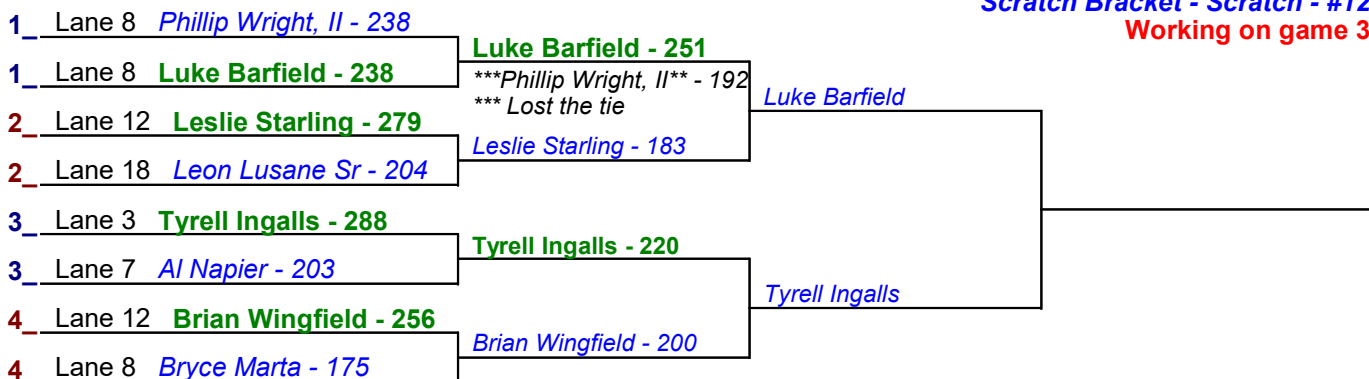 Scratch Bracket - Scratch - #12
Working on game 3
1_ Lane 8 Phillip Wright, II - 238
1_ Lane 8 Luke Barfield - 238
2_ Lane 12 Leslie Starling - 279
2_ Lane 18 Leon Lusane Sr - 204
3_ Lane 3 Tyrell Ingalls - 288
3_ Lane 7 Al Napier - 203
4_ Lane 12 Brian Wingfield - 256
4 Lane 8 Bryce Marta - 175
Luke Barfield - 251
***Phillip Wright, II** - 192
*** Lost the tie
Leslie Starling - 183
Tyrell Ingalls - 220
Brian Wingfield - 200
Luke Barfield
Tyrell Ingalls